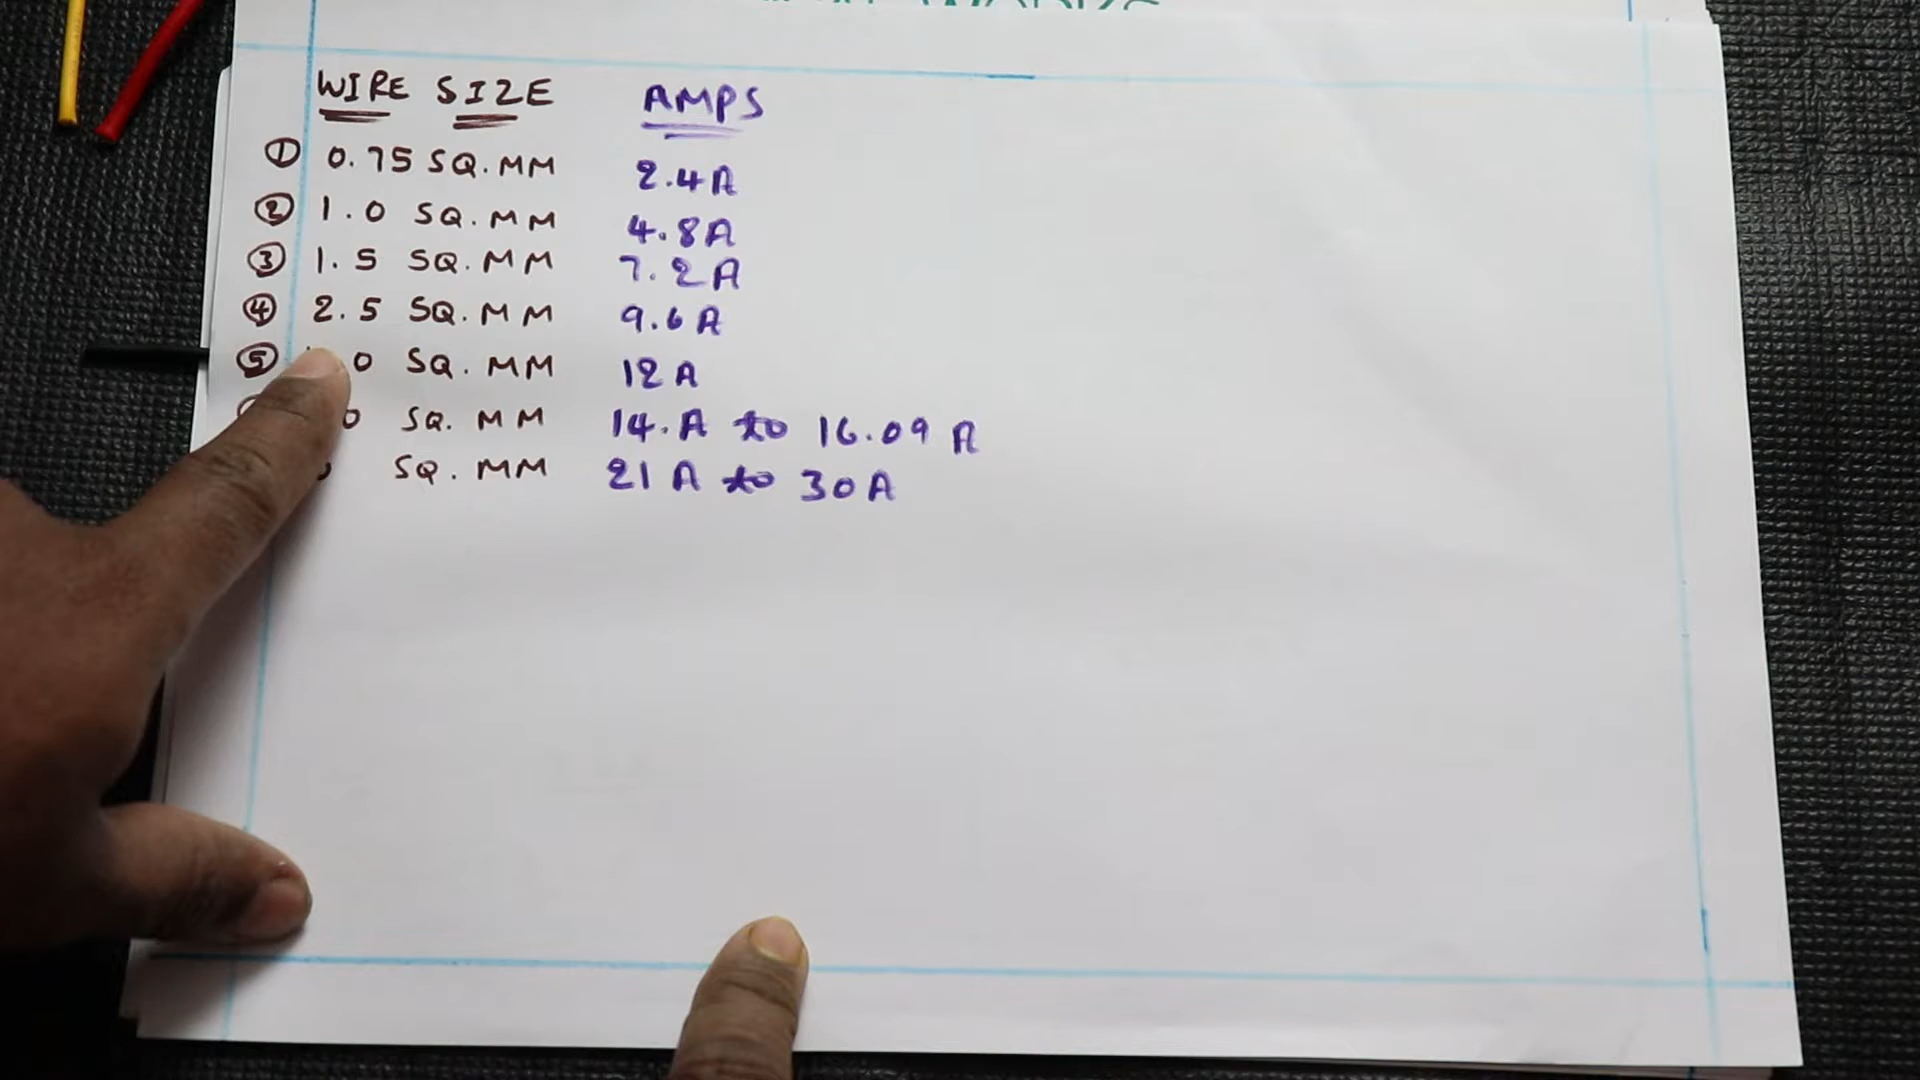 WIRE SIZE AMPS
① 0.75 SQ.MM 2.4A
② 1.0 SQ.MM 4.8A
③ 1.5 SQ.MM 7.2A
④ 2.5 SQ.MM 9.6A
⑤ 0 SQ.MM 12A
0 SQ.MM 14.A to 16.09 A
SQ.MM 21A to 30A